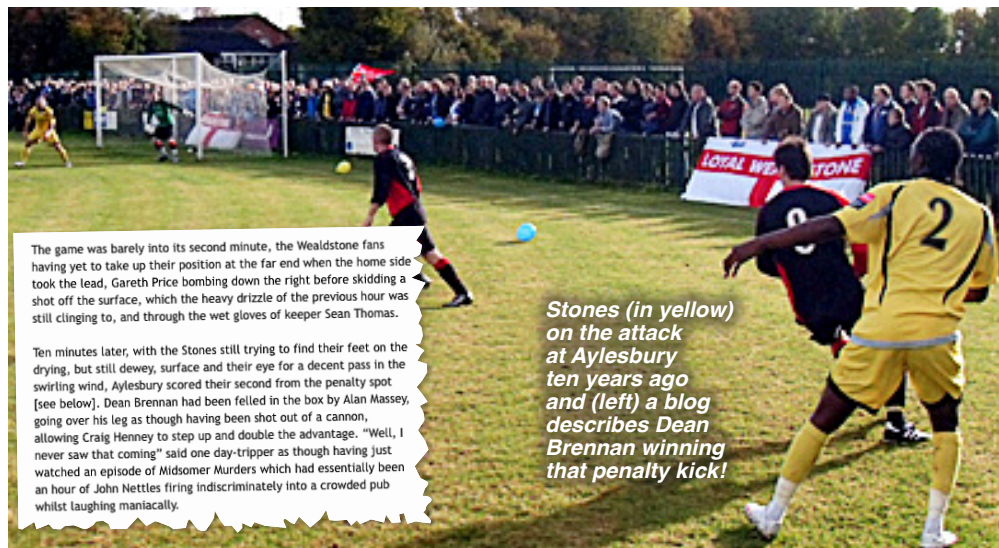 LOYAL WEALDSTONE
9
2
The game was barely into its second minute, the Wealdstone fans
having yet to take up their position at the far end when the home side
took the lead, Gareth Price bombing down the right before skidding a
shot off the surface, which the heavy drizzle of the previous hour was
still clinging to, and through the wet gloves of keeper Sean Thomas.
Ten minutes later, with the Stones still trying to find their feet on the
drying, but still dewey, surface and their eye for a decent pass in the
swirling wind, Aylesbury scored their second from the penalty spot
[see below]. Dean Brennan had been felled in the box by Alan Massey,
going over his leg as though having been shot out of a cannon,
allowing Craig Henney to step up and double the advantage. “Well, I
never saw that coming” said one day-tripper as though having just
watched an episode of Midsomer Murders which had essentially been
an hour of John Nettles firing indiscriminately into a crowded pub
whilst laughing maniacally.
Stones (in yellow)
on the attack
at Aylesbury
ten years ago
and (left) a blog
describes Dean
Brennan winning
that penalty kick!